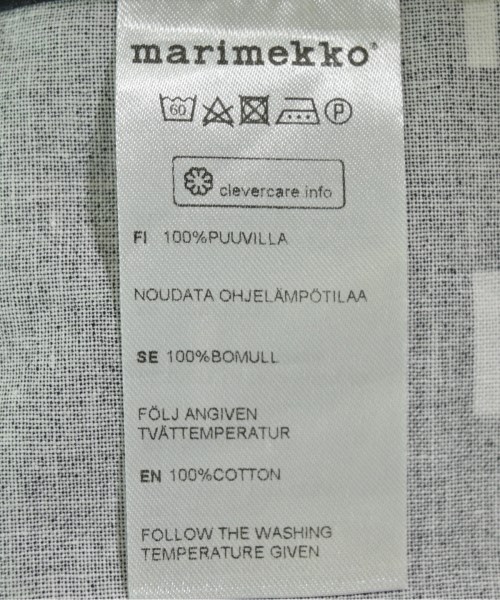 marimekko®
60 P
clevercare.info
FI 100%PUUVILLA
NOUDATA OHJELÄMPÖTILAA
SE 100%BOMULL
FÖLJ ANGIVEN
TVÄTTEMPERATUR
EN 100%COTTON
FOLLOW THE WASHING
TEMPERATURE GIVEN